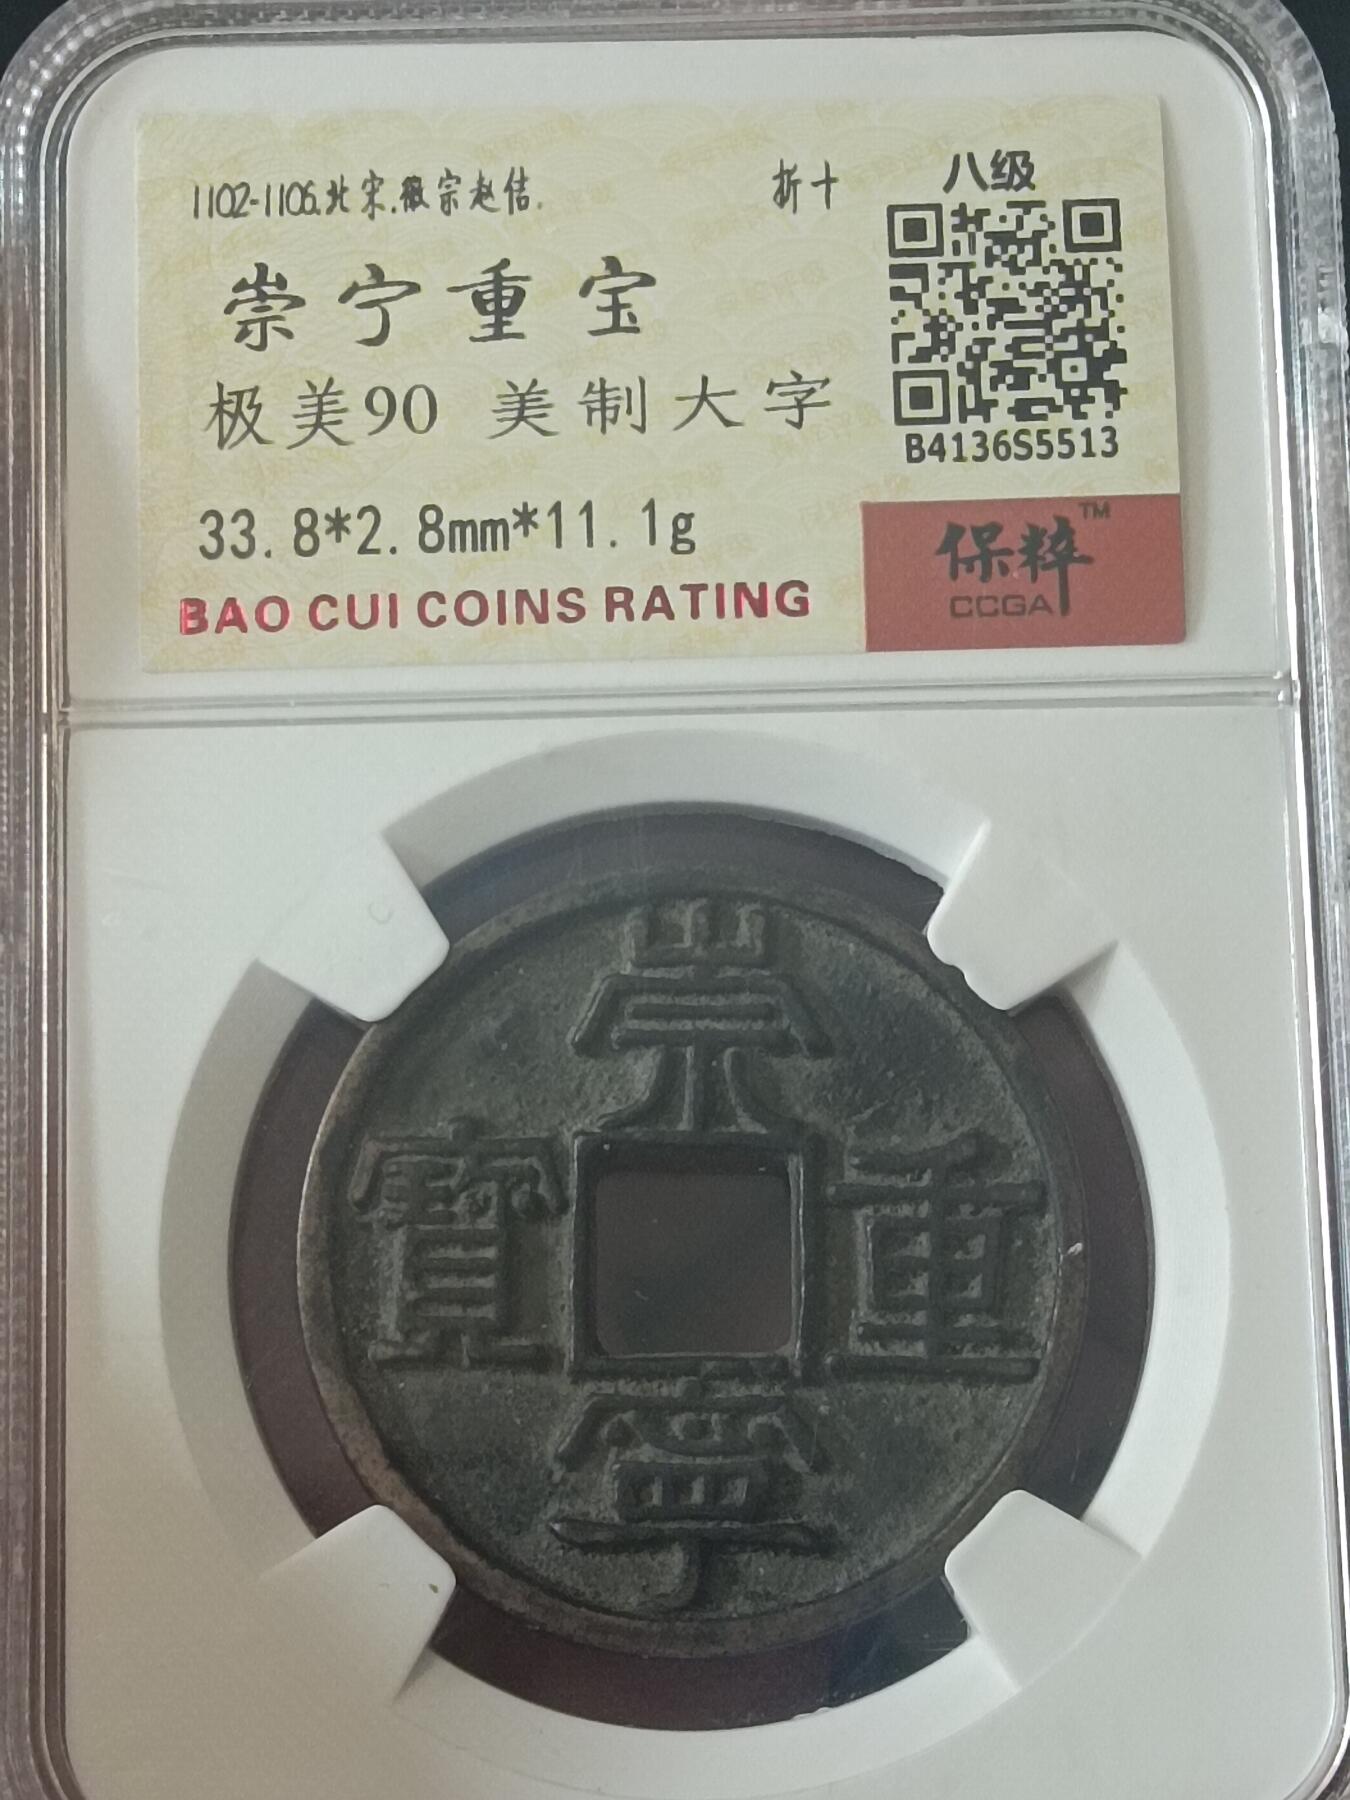 1102-1106.北宋.徽宗赵佶. 折十
八级
崇宁重宝
极美90 美制大字
B4136S5513
33.8*2.8mm*11.1g
保粹™
CCGA
BAO CUI COINS RATING
崇
寶 重
寧